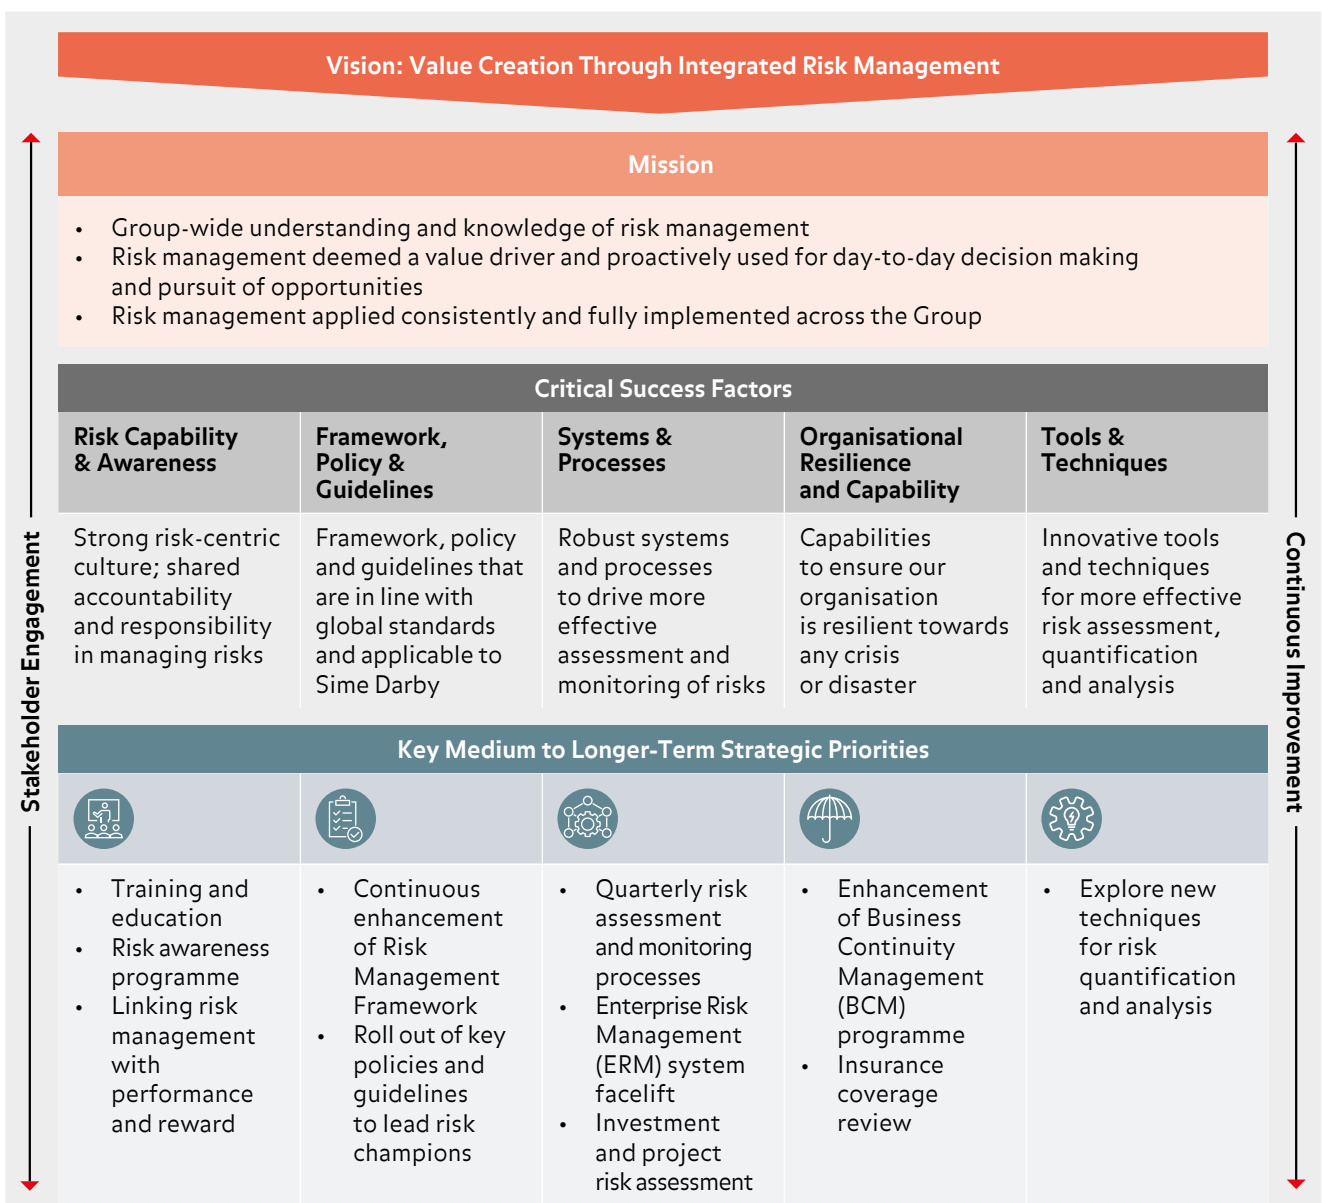 Vision: Value Creation Through Integrated Risk Management
Mission
• Group-wide understanding and knowledge of risk management
• Risk management deemed a value driver and proactively used for day-to-day decision making
and pursuit of opportunities
• Risk management applied consistently and fully implemented across the Group
Critical Success Factors
Risk Capability
& Awareness
Framework,
Policy &
Guidelines
Systems &
Processes
Organisational
Resilience
and Capability
Tools &
Techniques
Strong risk-centric
culture; shared
accountability
and responsibility
in managing risks
Framework, policy
and guidelines that
are in line with
global standards
and applicable to
Sime Darby
Robust systems
and processes
to drive more
effective
assessment and
monitoring of risks
Capabilities
to ensure our
organisation
is resilient towards
any crisis
or disaster
Innovative tools
and techniques
for more effective
risk assessment,
quantification
and analysis
Key Medium to Longer-Term Strategic Priorities
• Training and
education
• Risk awareness
programme
• Linking risk
management
with
performance
and reward
• Continuous
enhancement
of Risk
Management
Framework
• Roll out of key
policies and
guidelines
to lead risk
champions
• Quarterly risk
assessment
and monitoring
processes
• Enterprise Risk
Management
(ERM) system
facelift
• Investment
and project
risk assessment
• Enhancement
of Business
Continuity
Management
(BCM)
programme
• Insurance
coverage
review
• Explore new
techniques
for risk
quantification
and analysis
Stakeholder Engagement
Continuous Improvement